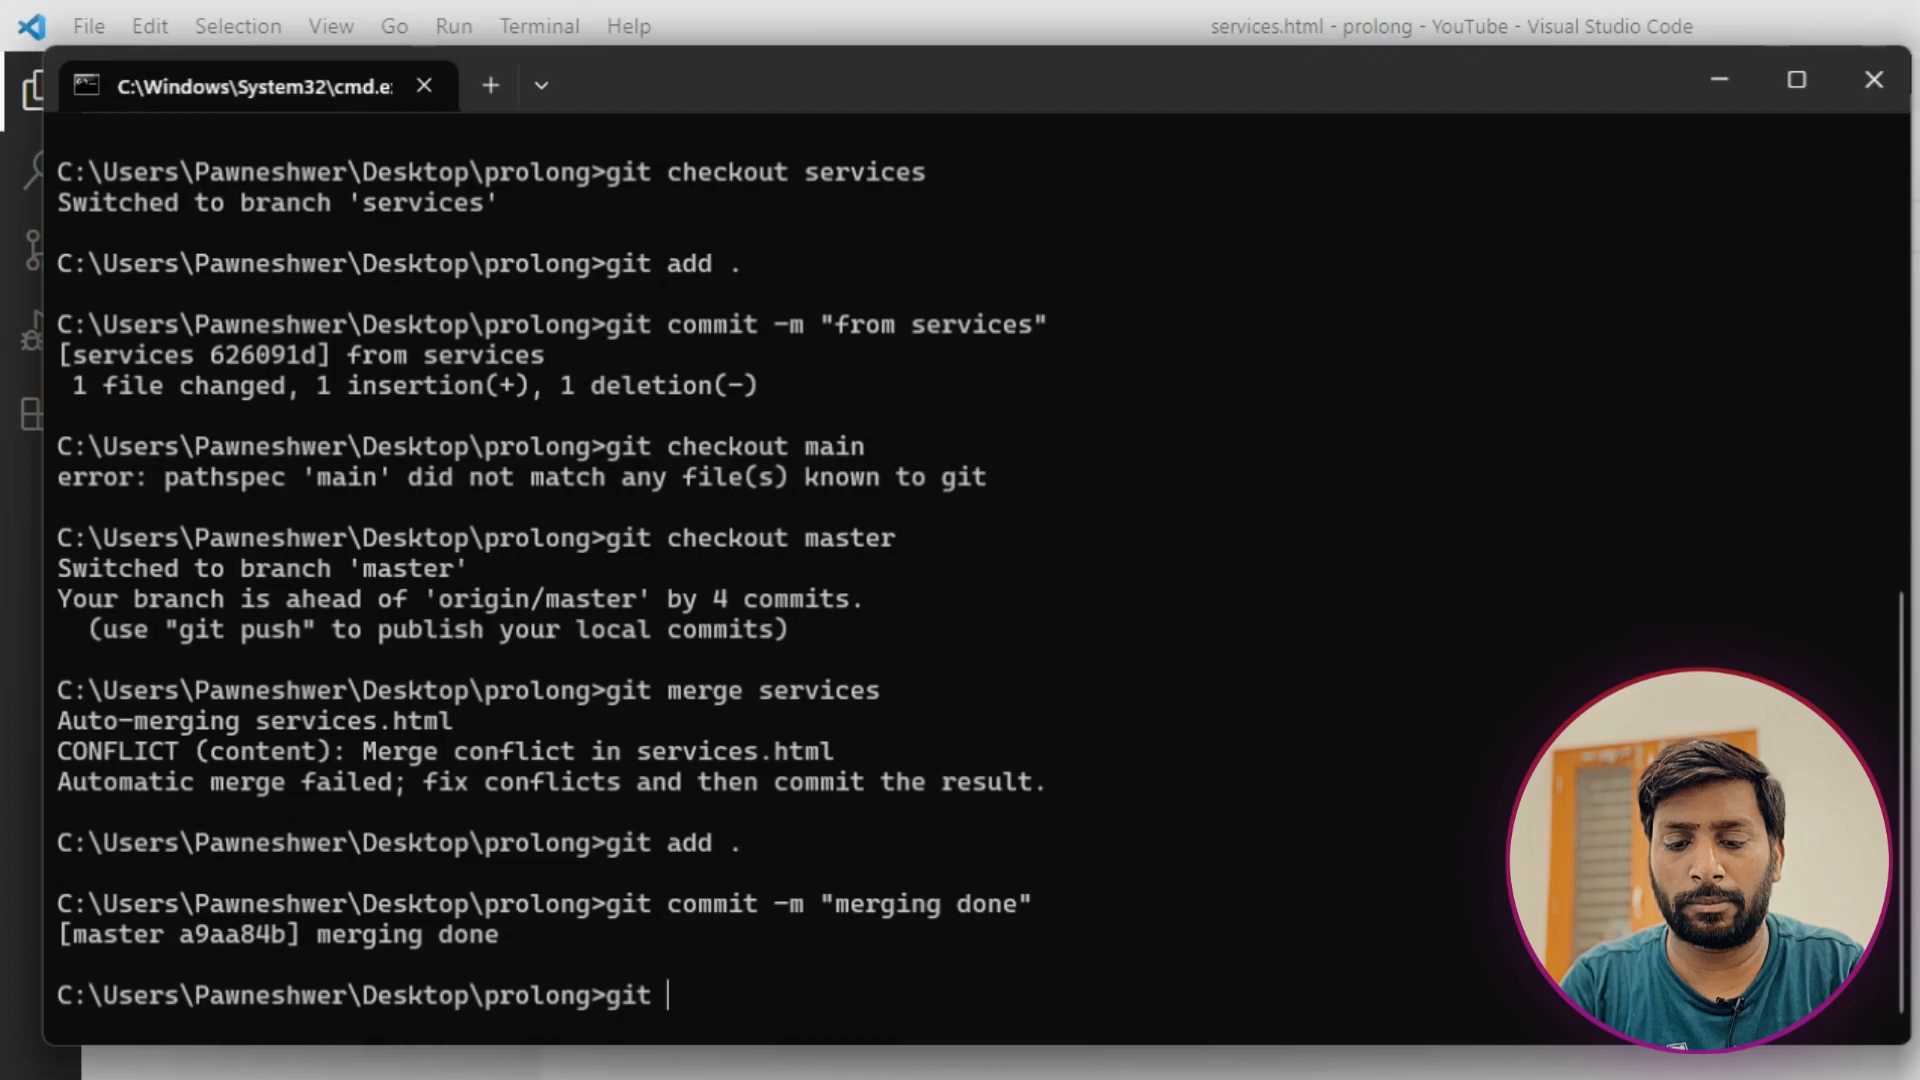 File Edit Selection View Go Run Terminal Help
services.html - prolong - YouTube - Visual Studio Code
C:\Windows\System32\cmd.e
C:\Users\Pawneshwer\Desktop\prolong>git checkout services
Switched to branch 'services'
C:\Users\Pawneshwer\Desktop\prolong>git add .
C:\Users\Pawneshwer\Desktop\prolong>git commit -m "from services"
[services 626091d] from services
1 file changed, 1 insertion(+), 1 deletion(-)
C:\Users\Pawneshwer\Desktop\prolong>git checkout main
error: pathspec 'main' did not match any file(s) known to git
C:\Users\Pawneshwer\Desktop\prolong>git checkout master
Switched to branch 'master'
Your branch is ahead of 'origin/master' by 4 commits.
(use "git push" to publish your local commits)
C:\Users\Pawneshwer\Desktop\prolong>git merge services
Auto-merging services.html
CONFLICT (content): Merge conflict in services.html
Automatic merge failed; fix conflicts and then commit the result.
C:\Users\Pawneshwer\Desktop\prolong>git add .
C:\Users\Pawneshwer\Desktop\prolong>git commit -m "merging done"
[master a9aa84b] merging done
C:\Users\Pawneshwer\Desktop\prolong>git